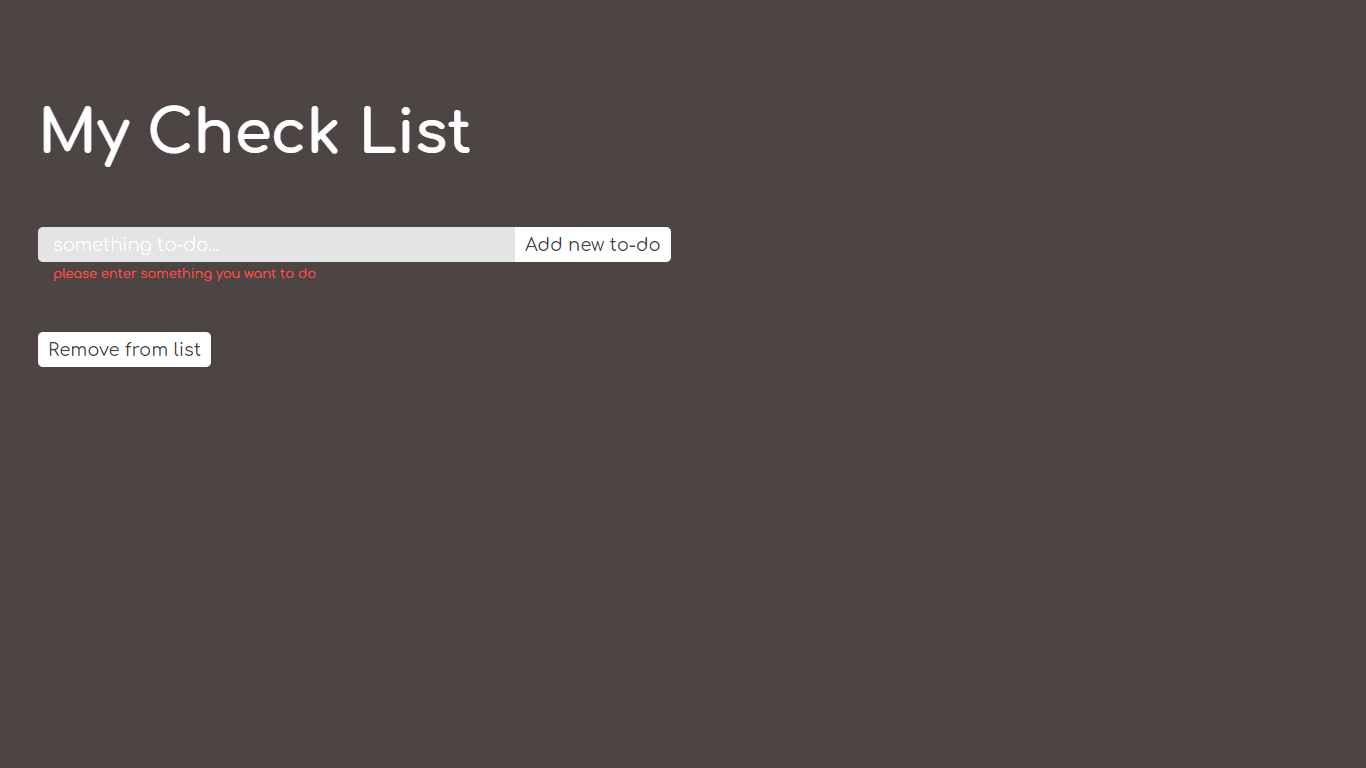 My Check List
something to-do...
Add new to-do
please enter something you want to do
Remove from list